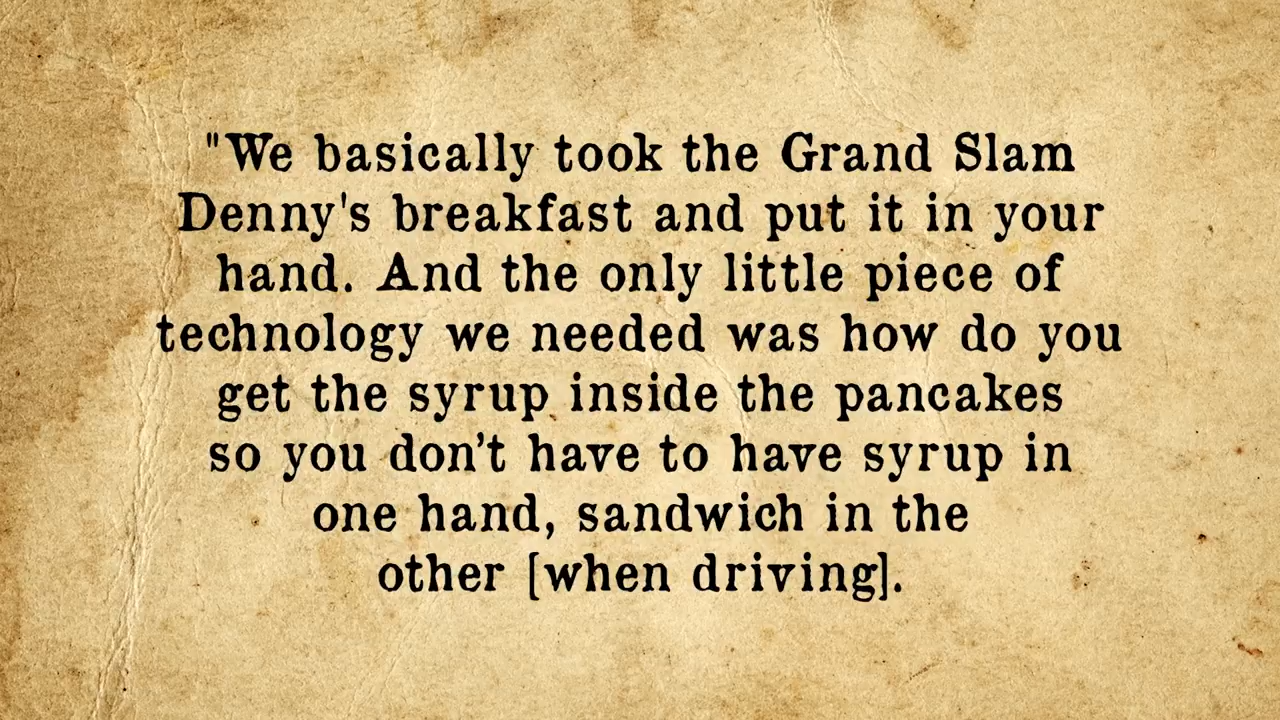 "We basically took the Grand Slam
Denny's breakfast and put it in your
hand. And the only little piece of
technology we needed was how do you
get the syrup inside the pancakes
so you don’t have to have syrup in
one hand, sandwich in the
other [when driving].